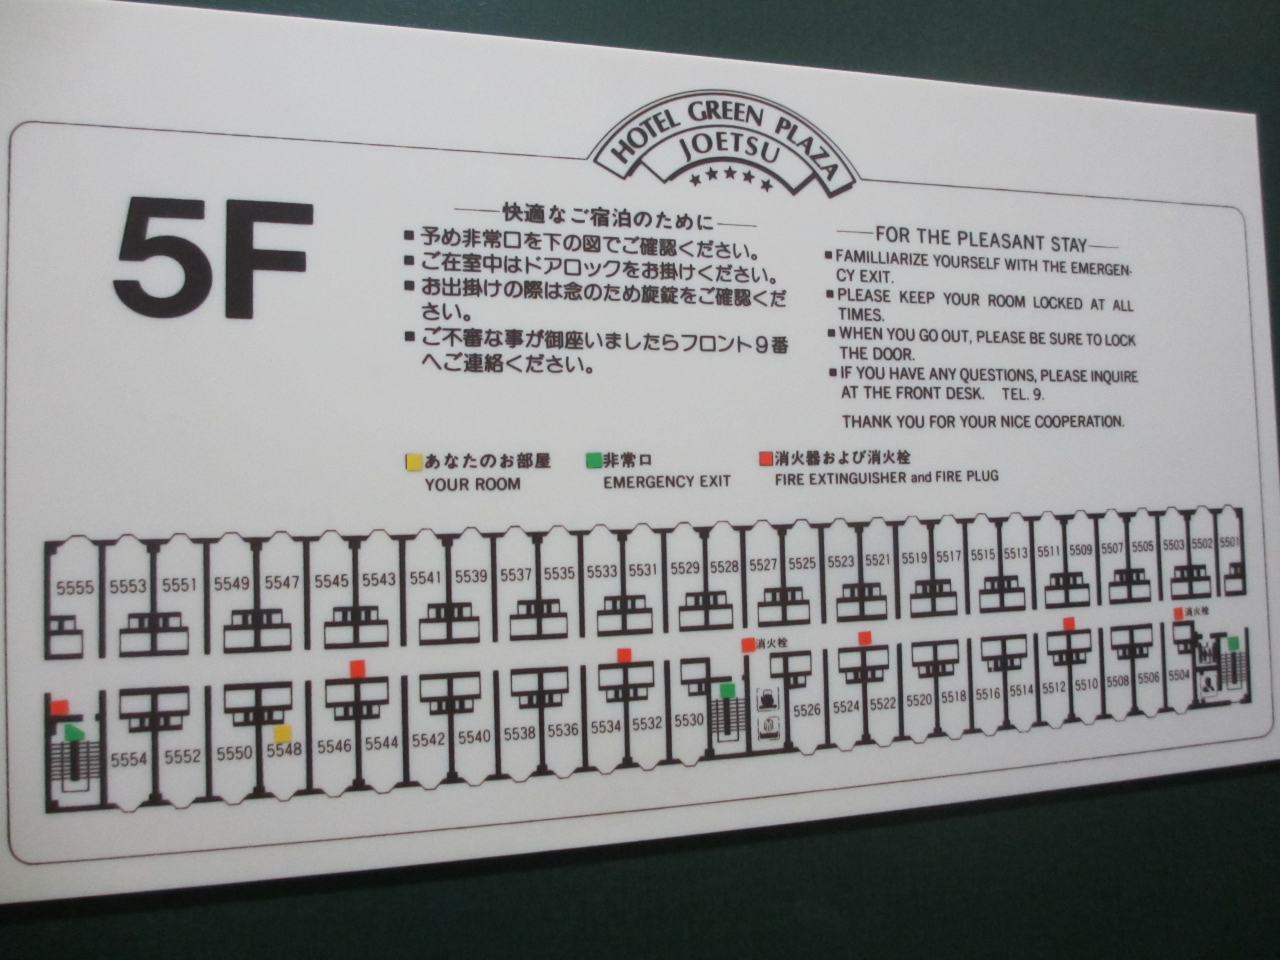 HOTEL GREEN PLAZA
JOETSU
5F
快適なご宿泊のために
■予め非常口を下の図でご確認ください。
■ご在室中はドアロックをお掛けください。
■お出掛けの際は念のため旋錠をご確認くだ
さい。
■ご不審な事が御座いましたらフロント9番
へご連絡ください。
FOR THE PLEASANT STAY
■FAMILLIARIZE YOURSELF WITH THE EMERGEN-
CY EXIT.
■PLEASE KEEP YOUR ROOM LOCKED AT ALL
TIMES.
■WHEN YOU GO OUT, PLEASE BE SURE TO LOCK
THE DOOR.
■IF YOU HAVE ANY QUESTIONS, PLEASE INQUIRE
AT THE FRONT DESK. TEL. 9.
THANK YOU FOR YOUR NICE COOPERATION.
あなたのお部屋
YOUR ROOM
非常口
EMERGENCY EXIT
消火器および消火栓
FIRE EXTINGUISHER and FIRE PLUG
5555 5553 5551 5549 5547 5545 5543 5541 5539 5537 5535 5533 5531 5529 5528 5527 5525 5523 5521 5519 5517 5515 5513 5511 5509 5507 5505 5503 5502 5501
消火栓
消火栓
5554 5552 5550 5548 5546 5544 5542 5540 5538 5536 5534 5532 5530 5526 5524 5522 5520 5518 5516 5514 5512 5510 5508 5506 5504